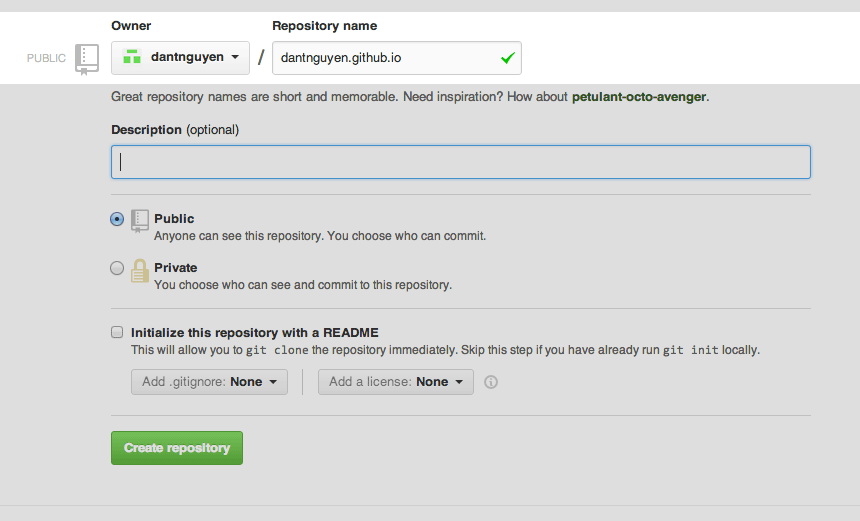 Owner Repository name
PUBLIC dantnguyen / dantnguyen.github.io
Great repository names are short and memorable. Need inspiration? How about petulant-octo-avenger.
Description (optional)
Public
Anyone can see this repository. You choose who can commit.
Private
You choose who can see and commit to this repository.
Initialize this repository with a README
This will allow you to git clone the repository immediately. Skip this step if you have already run git init locally.
Add .gitignore: None Add a license: None
Create repository